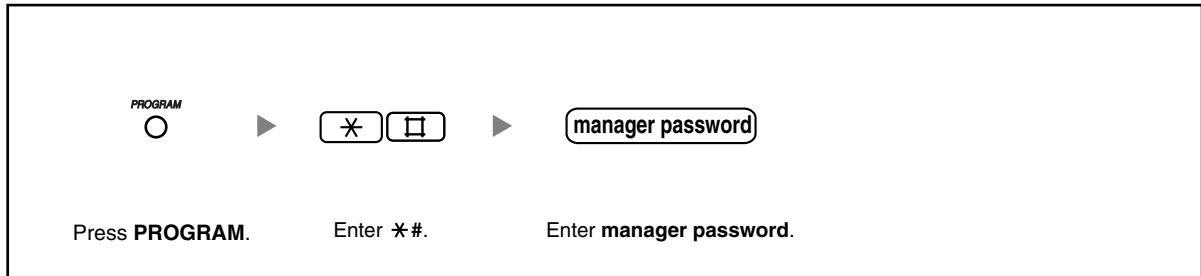 PROGRAM
✳ #
manager password
Press PROGRAM. Enter ✳#. Enter manager password.